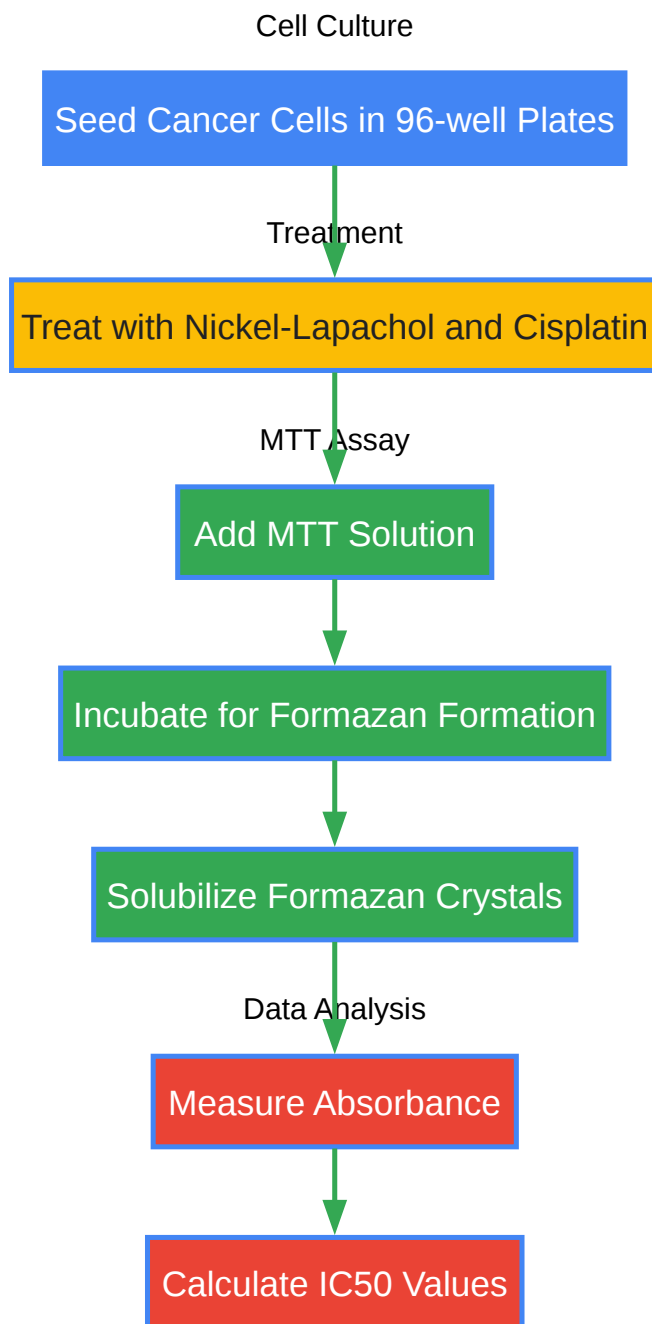 Cell Culture
Seed Cancer Cells in 96-well Plates
Treatment
Treat with Nickel-Lapachol and Cisplatin
MTT Assay
Add MTT Solution
Incubate for Formazan Formation
Solubilize Formazan Crystals
Data Analysis
Measure Absorbance
Calculate IC50 Values